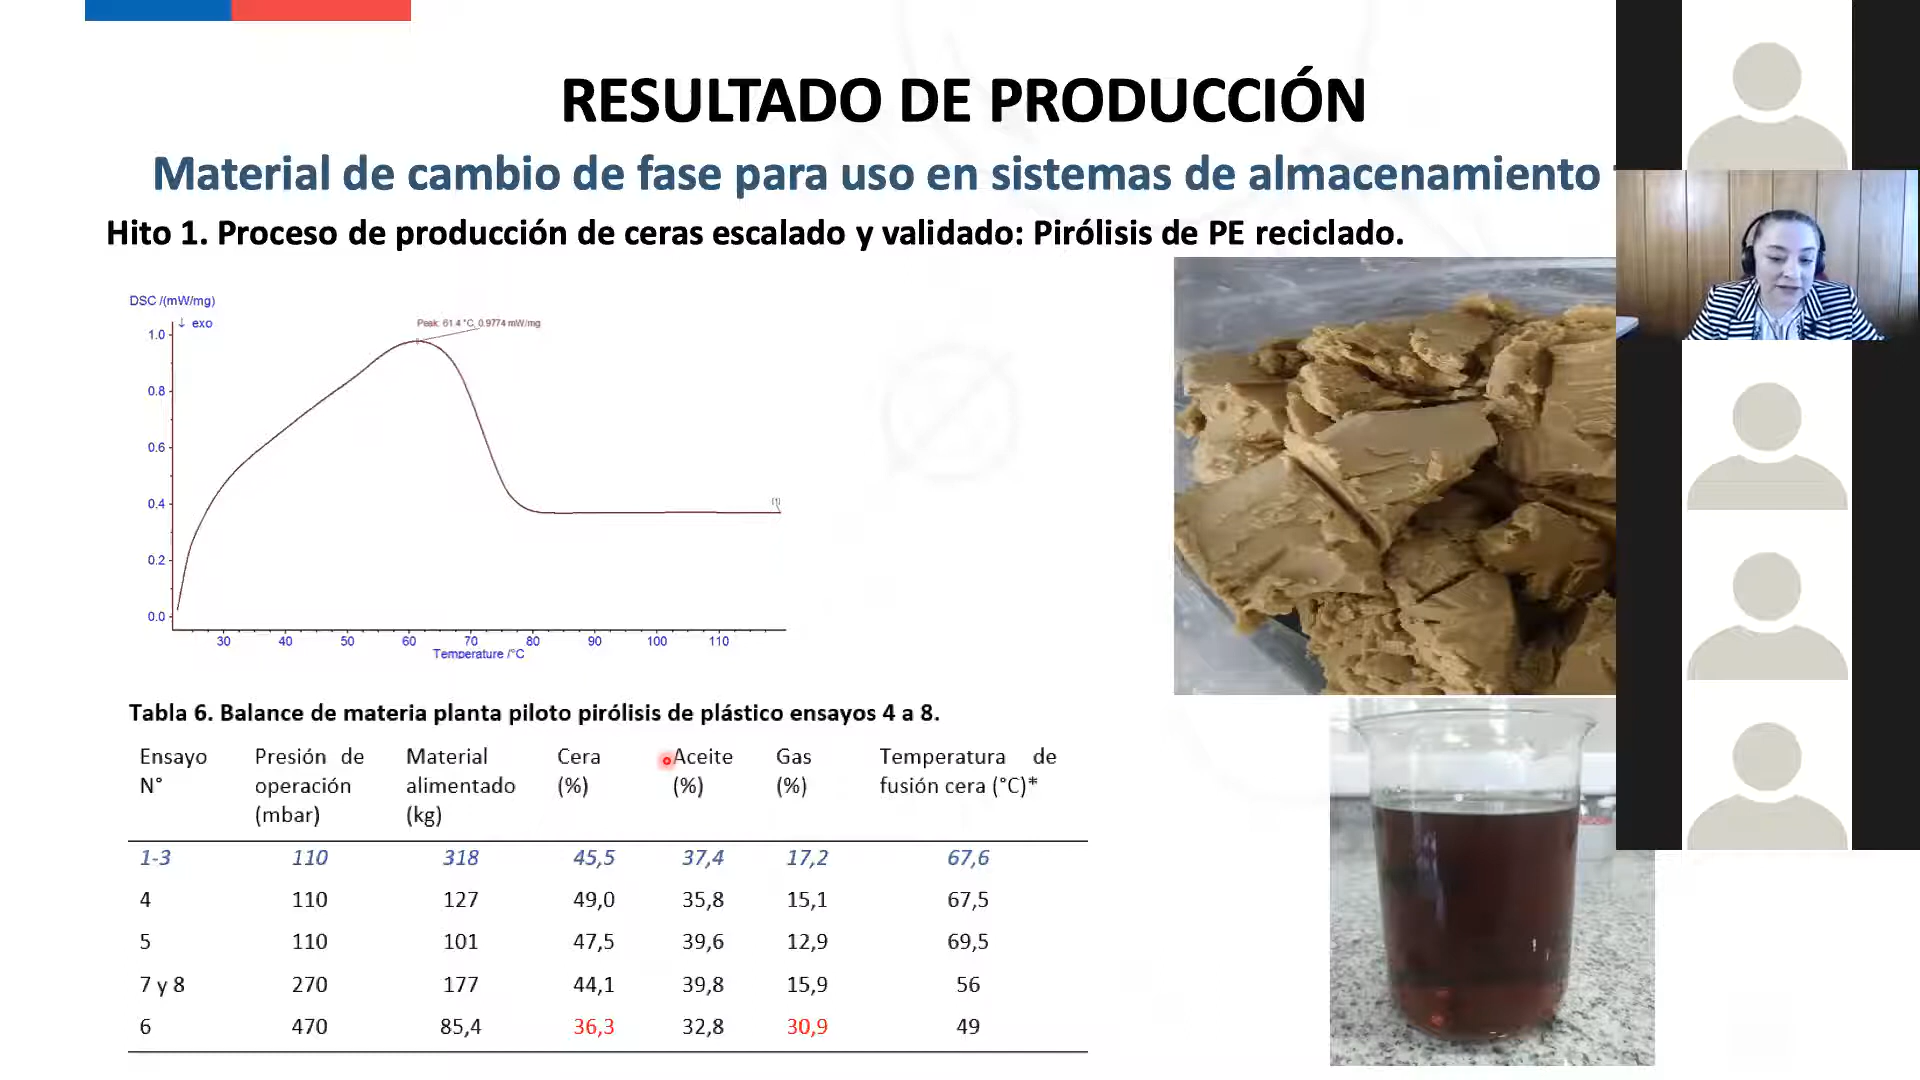 RESULTADO DE PRODUCCIÓN
Material de cambio de fase para uso en sistemas de almacenamiento
Hito 1. Proceso de producción de ceras escalado y validado: Pirólisis de PE reciclado.
DSC /(mW/mg)
↓ exo
Peak: 61.4 °C, 0.9774 mW/mg
1.0
0.8
0.6
0.4
0.2
0.0
[1]
30 40 50 60 70 80 90 100 110
Temperature /°C
Tabla 6. Balance de materia planta piloto pirólisis de plástico ensayos 4 a 8.
Ensayo N° Presión de operación (mbar) Material alimentado (kg) Cera (%) Aceite (%) Gas (%) Temperatura de fusión cera (°C)*
1-3 110 318 45,5 37,4 17,2 67,6
4 110 127 49,0 35,8 15,1 67,5
5 110 101 47,5 39,6 12,9 69,5
7 y 8 270 177 44,1 39,8 15,9 56
6 470 85,4 36,3 32,8 30,9 49